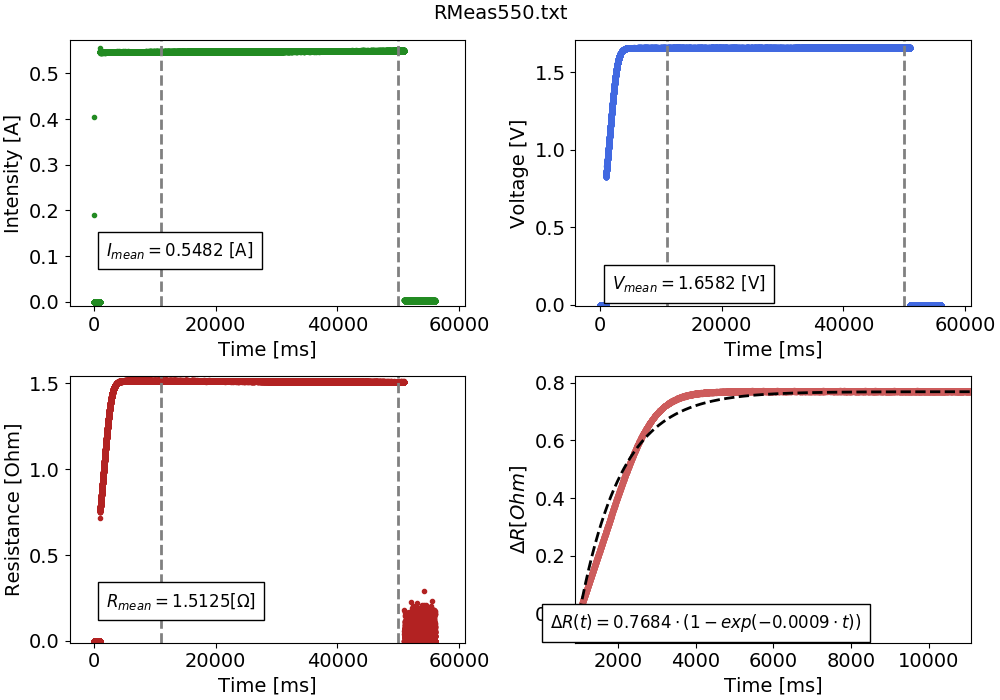 RMeas550.txt
Intensity [A]
0.5
0.4
0.3
0.2
0.1
0.0
I_mean = 0.5482 [A]
0 20000 40000 60000
Time [ms]
Voltage [V]
1.5
1.0
0.5
0.0
V_mean = 1.6582 [V]
0 20000 40000 60000
Time [ms]
Resistance [Ohm]
1.5
1.0
0.5
0.0
R_mean = 1.5125[Ω]
0 20000 40000 60000
Time [ms]
ΔR[Ohm]
0.8
0.6
0.4
0.2
ΔR(t) = 0.7684 · (1 − exp(−0.0009 · t))
2000 4000 6000 8000 10000
Time [ms]